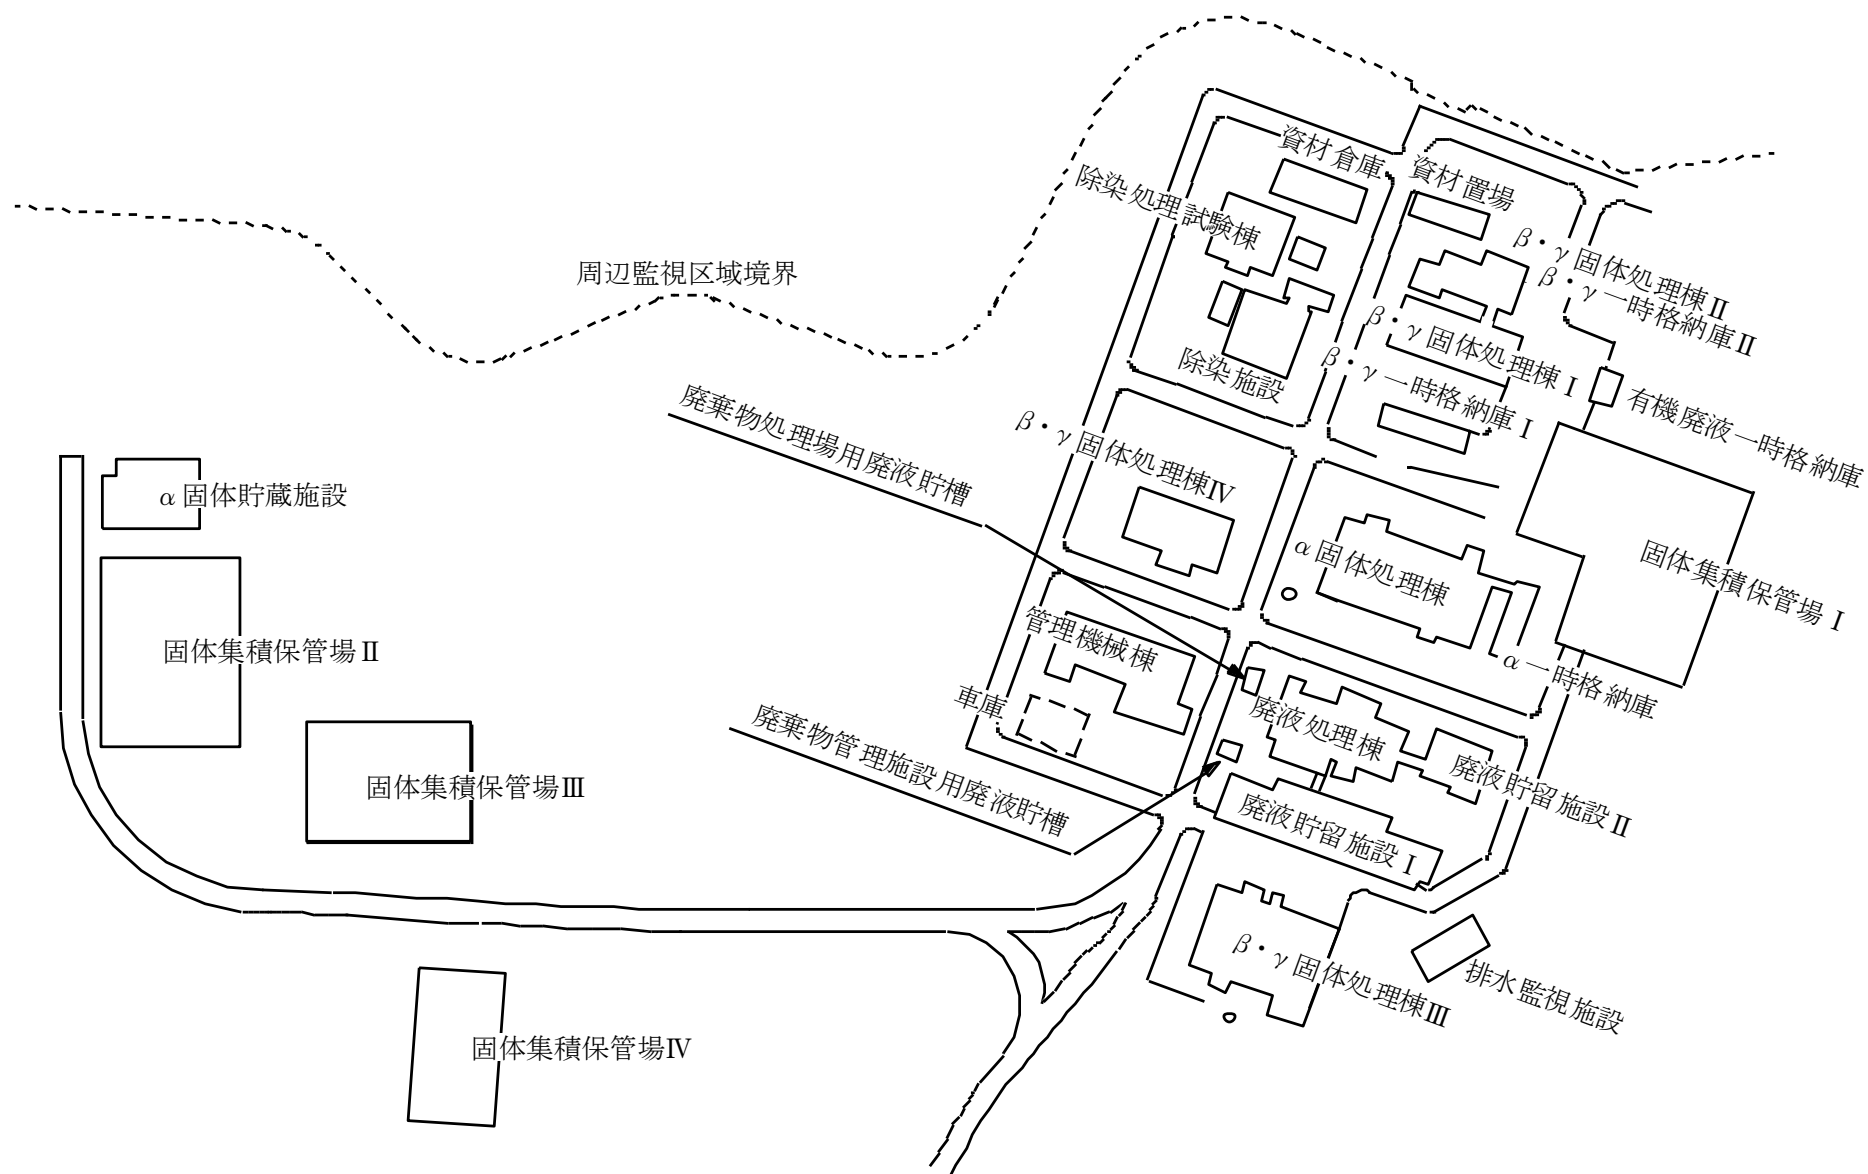 資材倉庫
資材置場
除染処理試験棟
β・γ固体処理棟Ⅱ
β・γ一時格納庫Ⅱ
周辺監視区域境界
β・γ固体処理棟Ⅰ
β・γ一時格納庫Ⅰ
除染施設
有機廃液一時格納庫
廃棄物処理場用廃液貯槽
β・γ固体処理棟Ⅳ
α固体貯蔵施設
α固体処理棟
固体集積保管場Ⅰ
固体集積保管場Ⅱ
管理機械棟
α一時格納庫
車庫
廃液処理棟
廃棄物管理施設用廃液貯槽
廃液貯留施設Ⅱ
固体集積保管場Ⅲ
廃液貯留施設Ⅰ
β・γ固体処理棟Ⅲ
排水監視施設
固体集積保管場Ⅳ